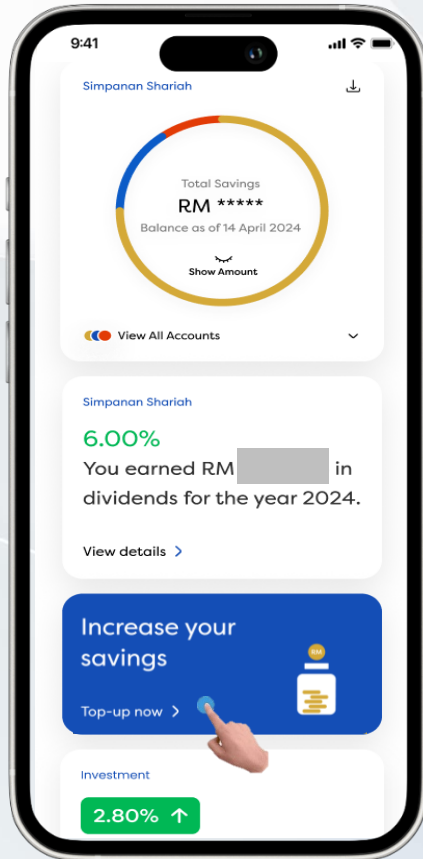 9:41
Simpanan Shariah
Total Savings
RM *****
Balance as of 14 April 2024
Show Amount
View All Accounts
Simpanan Shariah
6.00%
You earned RM in
dividends for the year 2024.
View details >
Increase your
savings
RM
Top-up now >
Investment
2.80% ↑